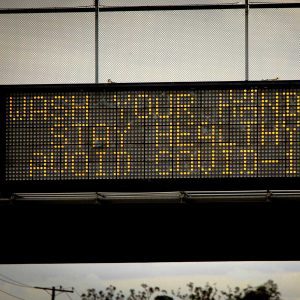 WASH YOUR HAND
STAY HEALTHY
AVOID COVID-1